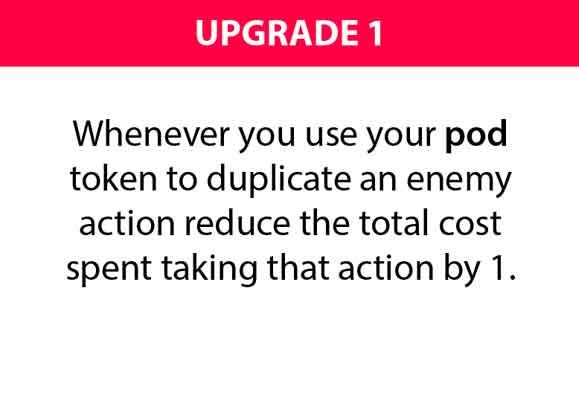 UPGRADE 1
Whenever you use your pod
token to duplicate an enemy
action reduce the total cost
spent taking that action by 1.